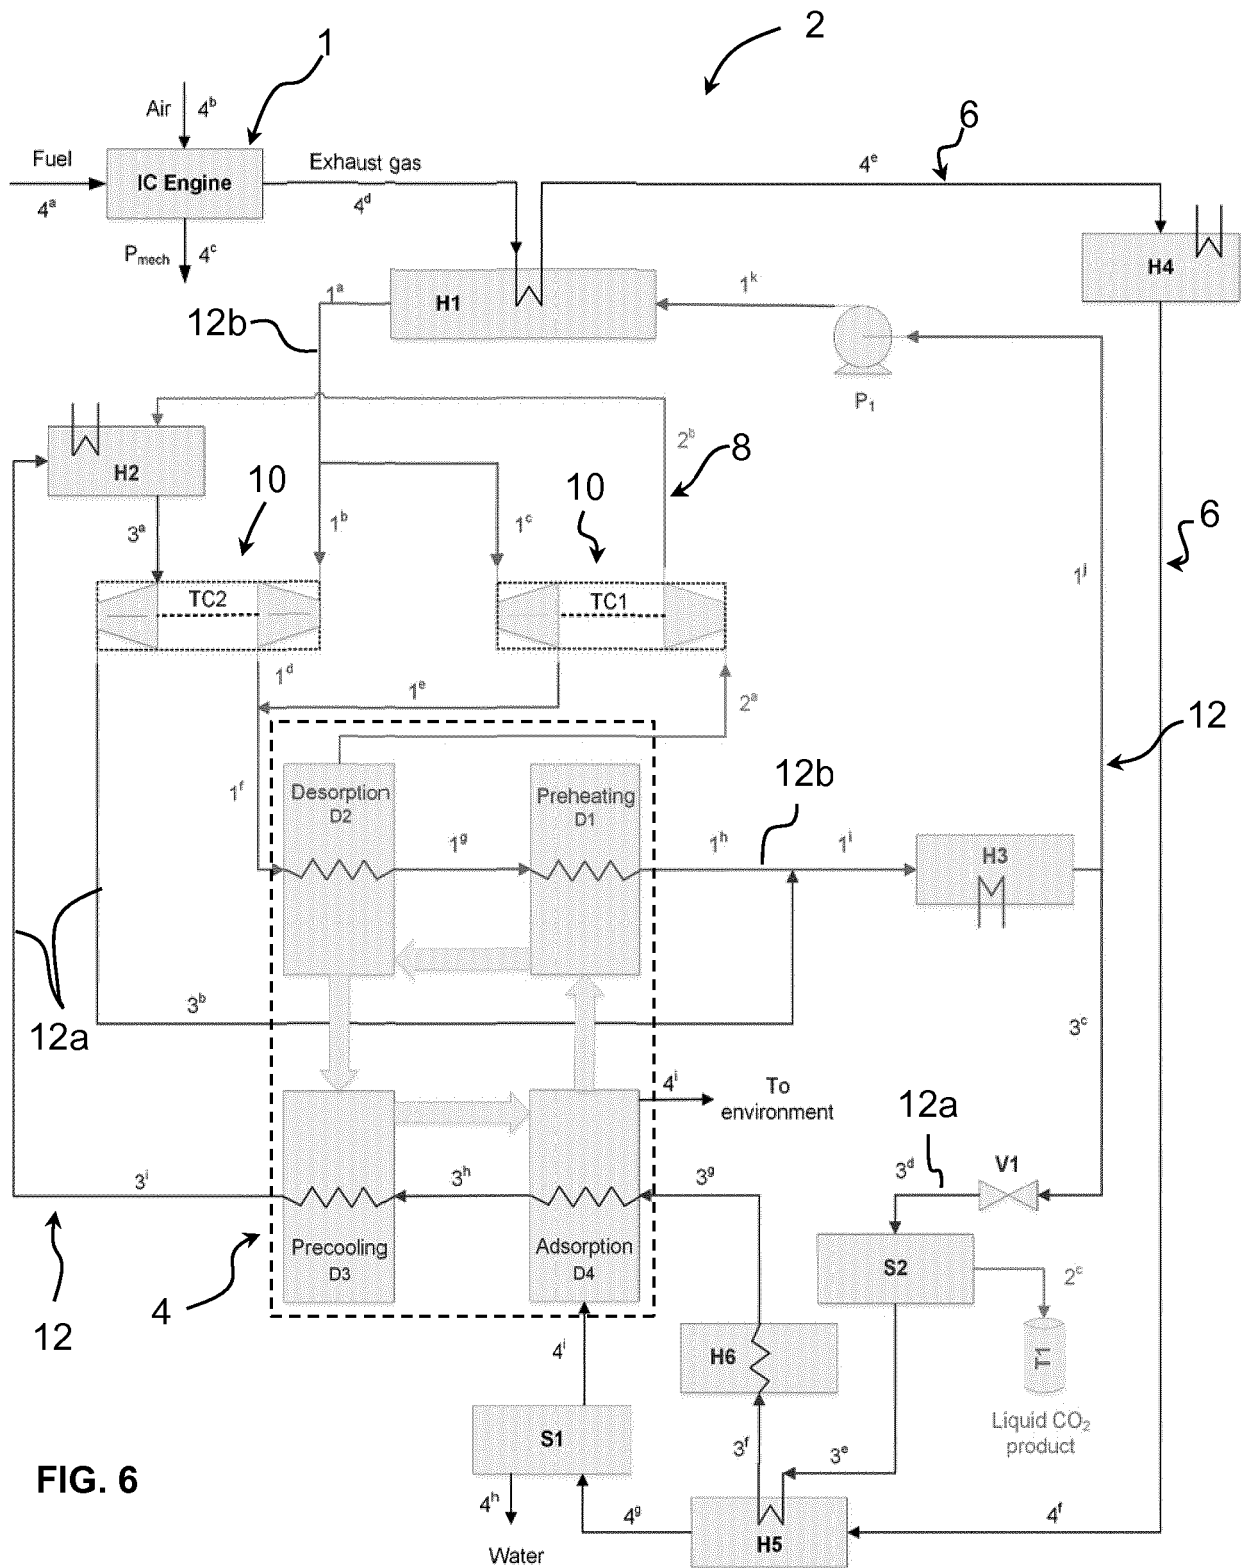 2
1
6
Air 4ᵇ
Fuel
IC Engine
Exhaust gas
4ᵃ
4ᵈ
4ᵉ
Pmech 4ᶜ
H4
H1
1ᵃ
1ᵏ
12b
P₁
2ᵇ
8
H2
10
10
6
3ᵃ
1ᵇ
1ᶜ
1ʲ
TC2
TC1
1ᵈ
1ᵉ
2ᵃ
12
1ᶠ
Desorption
D2
Preheating
D1
12b
1ᵍ
1ʰ
1ⁱ
H3
3ᵇ
12a
3ᶜ
4ⁱ
To
environment
12a
3ⁱ
3ʰ
3ᵍ
3ᵈ
V1
Precooling
D3
Adsorption
D4
S2
2ᶜ
4
12
4ⁱ
H6
T1
Liquid CO₂
product
S1
3ᶠ
3ᵉ
FIG. 6
4ʰ
4ᵍ
4ᶠ
H5
Water